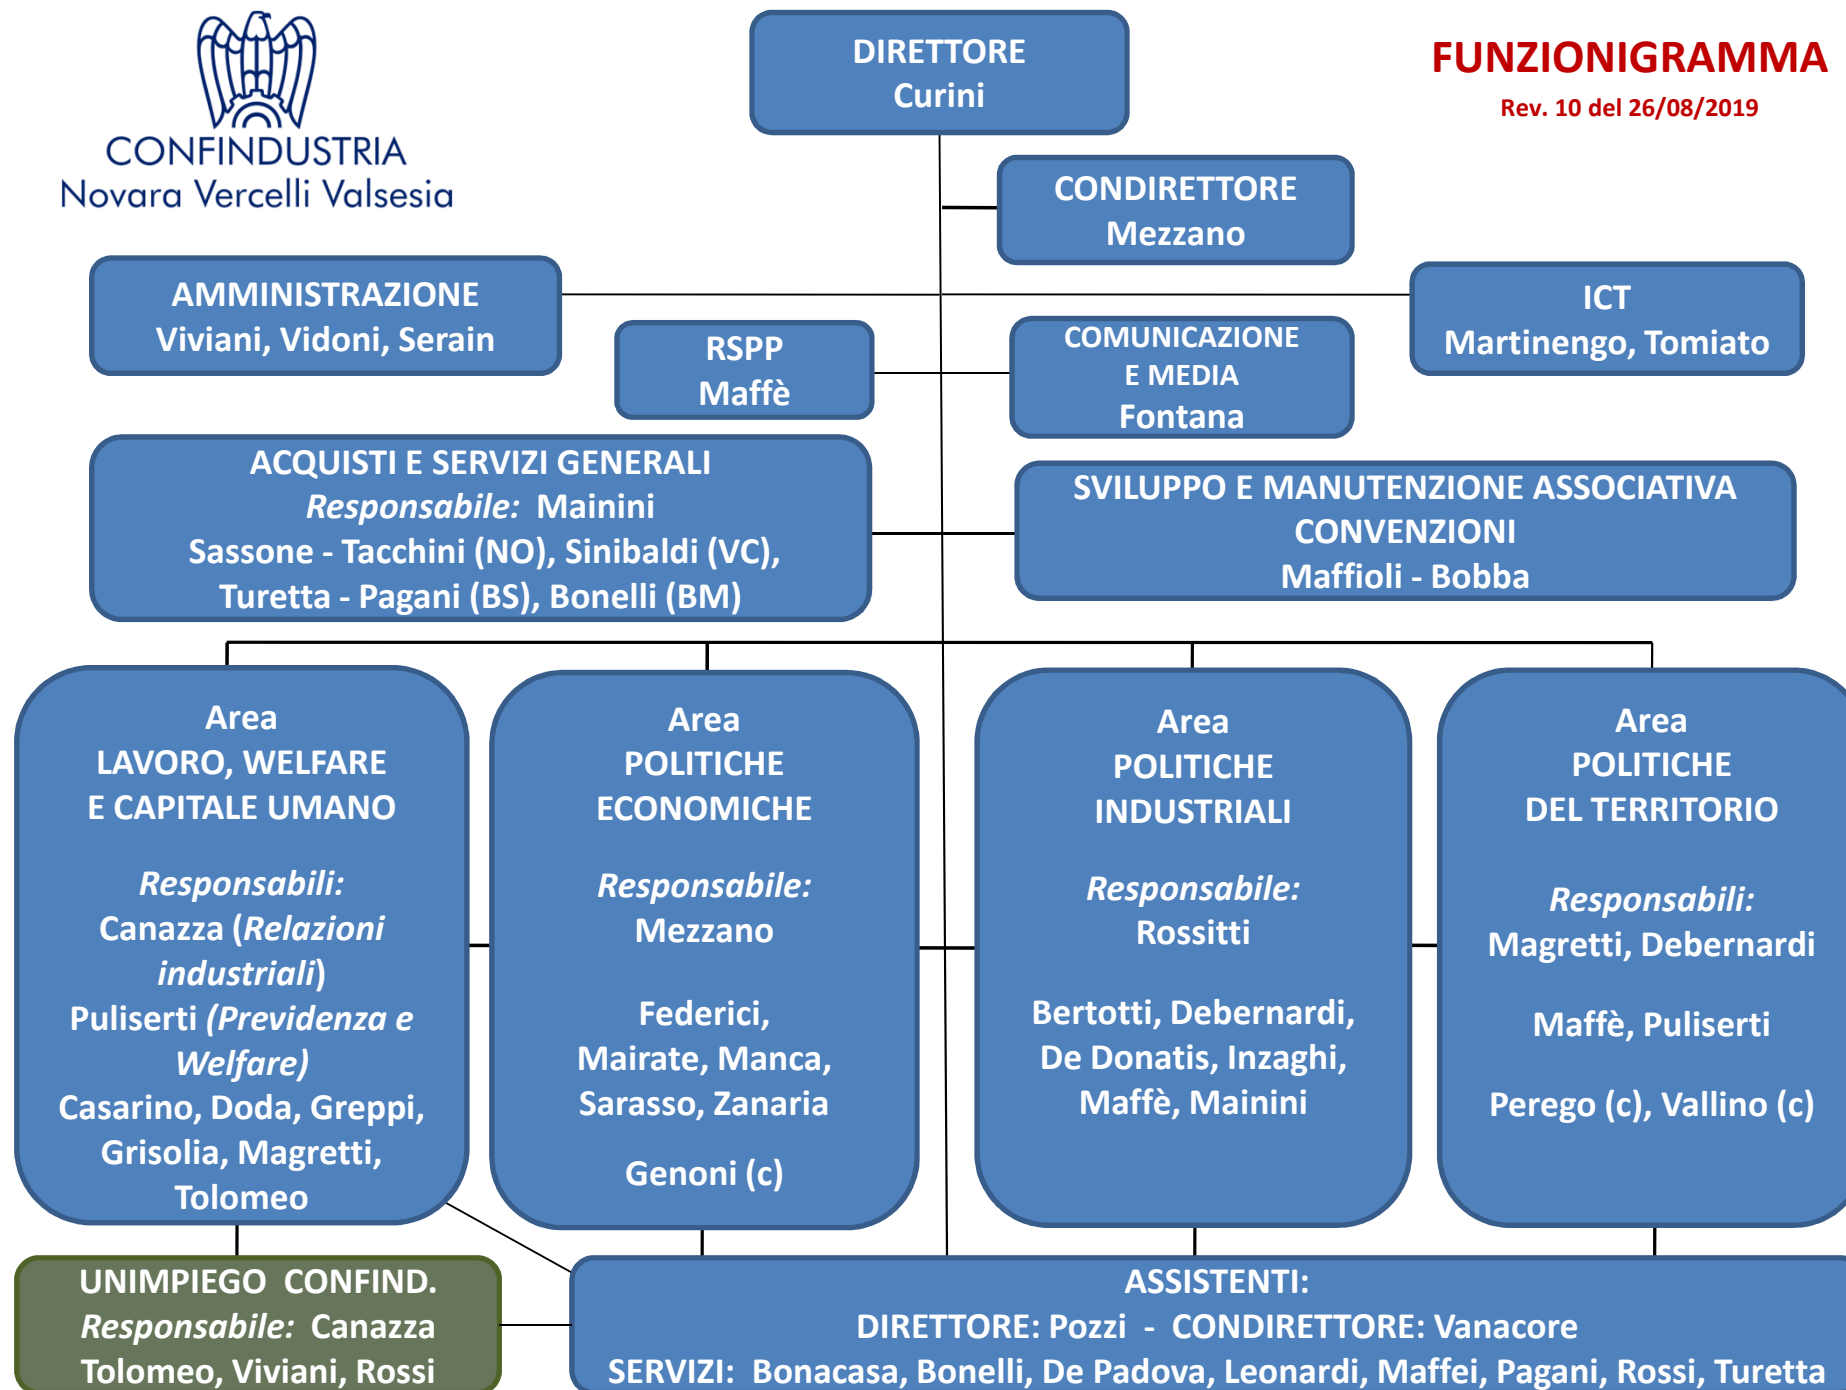 CONFINDUSTRIA
Novara Vercelli Valsesia
DIRETTORE
Curini
FUNZIONIGRAMMA
Rev. 10 del 26/08/2019
CONDIRETTORE
Mezzano
AMMINISTRAZIONE
Viviani, Vidoni, Serain
ICT
Martinengo, Tomiato
RSPP
Maffè
COMUNICAZIONE
E MEDIA
Fontana
ACQUISTI E SERVIZI GENERALI
Responsabile: Mainini
Sassone - Tacchini (NO), Sinibaldi (VC),
Turetta - Pagani (BS), Bonelli (BM)
SVILUPPO E MANUTENZIONE ASSOCIATIVA
CONVENZIONI
Maffioli - Bobba
Area
LAVORO, WELFARE
E CAPITALE UMANO
Responsabili:
Canazza (Relazioni
industriali)
Puliserti (Previdenza e
Welfare)
Casarino, Doda, Greppi,
Grisolia, Magretti,
Tolomeo
Area
POLITICHE
ECONOMICHE
Responsabile:
Mezzano
Federici,
Mairate, Manca,
Sarasso, Zanaria
Genoni (c)
Area
POLITICHE
INDUSTRIALI
Responsabile:
Rossitti
Bertotti, Debernardi,
De Donatis, Inzaghi,
Maffè, Mainini
Area
POLITICHE
DEL TERRITORIO
Responsabili:
Magretti, Debernardi
Maffè, Puliserti
Perego (c), Vallino (c)
UNIMPIEGO CONFIND.
Responsabile: Canazza
Tolomeo, Viviani, Rossi
ASSISTENTI:
DIRETTORE: Pozzi - CONDIRETTORE: Vanacore
SERVIZI: Bonacasa, Bonelli, De Padova, Leonardi, Maffei, Pagani, Rossi, Turetta